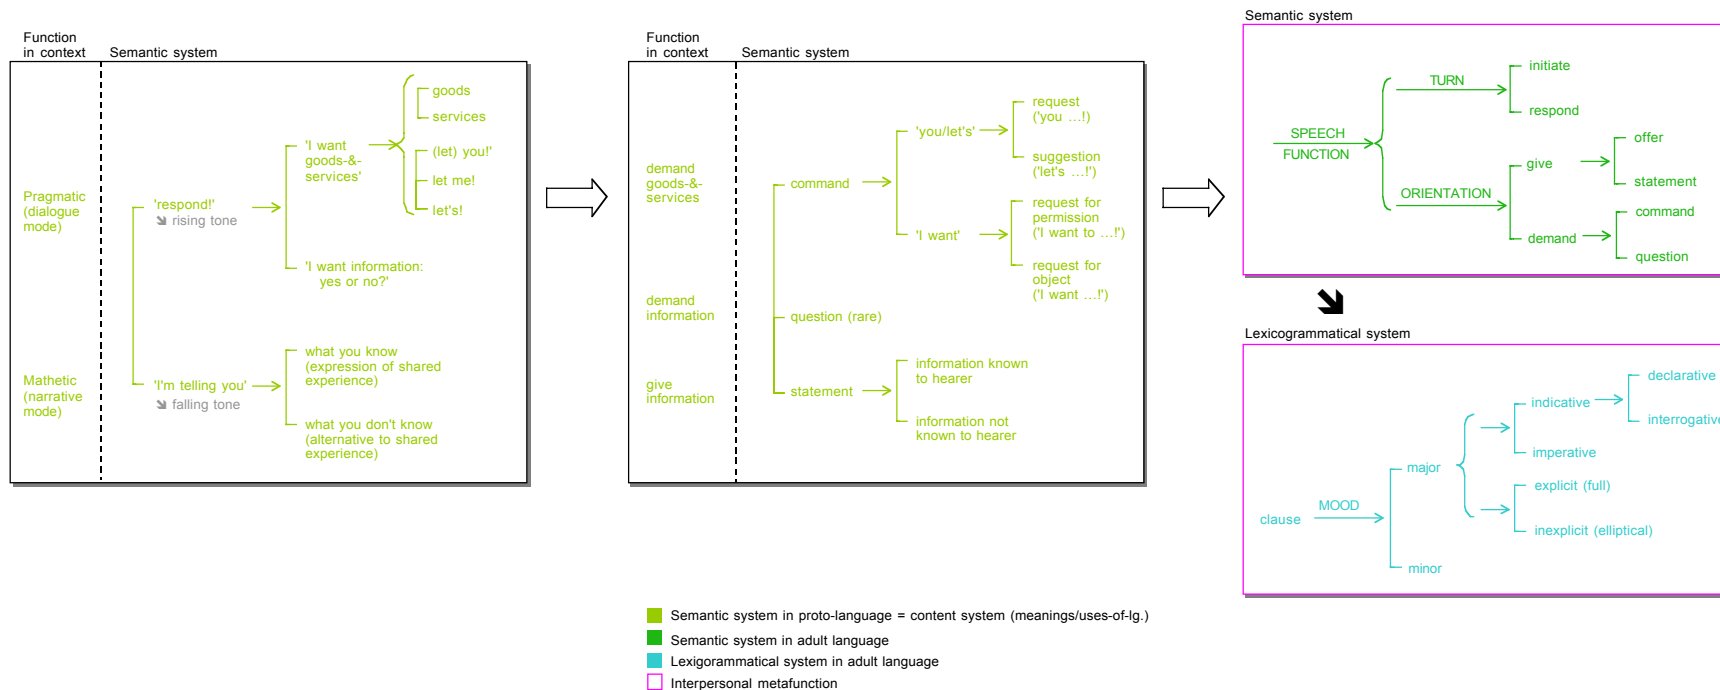 Function
in context
Semantic system
Pragmatic
(dialogue
mode)
'respond!'
➘ rising tone
'I want
goods-&-
services'
goods
services
(let) you!'
let me!
let's!
'I want information:
yes or no?'
Mathetic
(narrative
mode)
'I'm telling you'
➘ falling tone
what you know
(expression of shared
experience)
what you don't know
(alternative to shared
experience)
Function
in context
Semantic system
demand
goods-&-
services
command
'you/let's'
request
('you ...!)
suggestion
('let's ...!')
'I want'
request for
permission
('I want to ...!')
request for
object
('I want ...!')
demand
information
question (rare)
give
information
statement
information known
to hearer
information not
known to hearer
Semantic system
SPEECH
FUNCTION
TURN
initiate
respond
ORIENTATION
give
offer
statement
demand
command
question
Lexicogrammatical system
clause
MOOD
major
indicative
declarative
interrogative
imperative
explicit (full)
inexplicit (elliptical)
minor
Semantic system in proto-language = content system (meanings/uses-of-lg.)
Semantic system in adult language
Lexigorammatical system in adult language
Interpersonal metafunction